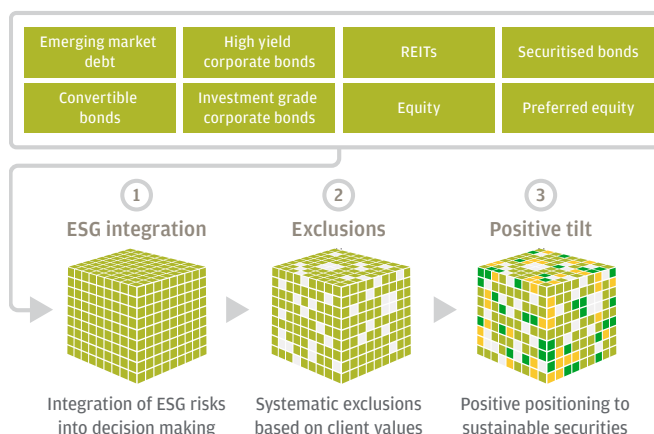 Emerging market
debt
High yield
corporate bonds
REITs
Securitised bonds
Convertible
bonds
Investment grade
corporate bonds
Equity
Preferred equity
1
2
3
ESG integration
Exclusions
Positive tilt
Integration of ESG risks
into decision making
Systematic exclusions
based on client values
Positive positioning to
sustainable securities